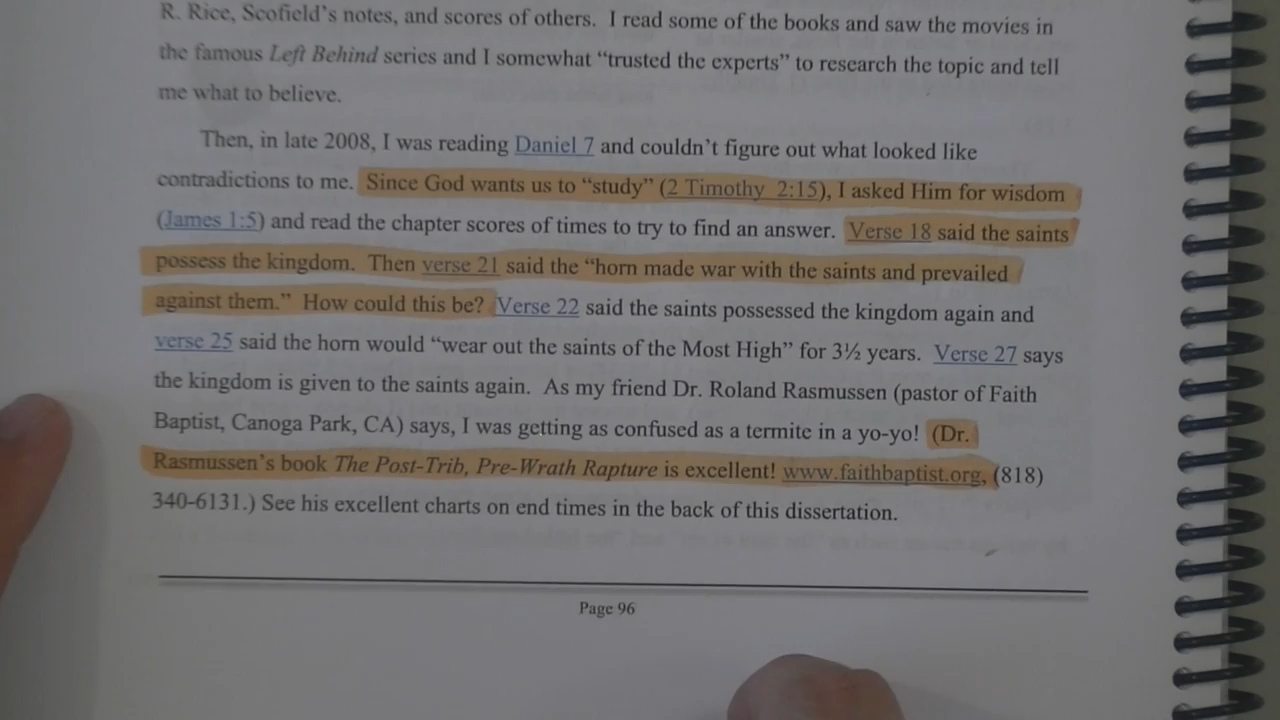 R. Rice, Scofield's notes, and scores of others. I read some of the books and saw the movies in
the famous Left Behind series and I somewhat “trusted the experts” to research the topic and tell
me what to believe.
Then, in late 2008, I was reading Daniel 7 and couldn't figure out what looked like
contradictions to me. Since God wants us to “study” (2 Timothy 2:15), I asked Him for wisdom
(James 1:5) and read the chapter scores of times to try to find an answer. Verse 18 said the saints
possess the kingdom. Then verse 21 said the “horn made war with the saints and prevailed
against them.” How could this be? Verse 22 said the saints possessed the kingdom again and
verse 25 said the horn would “wear out the saints of the Most High” for 3½ years. Verse 27 says
the kingdom is given to the saints again. As my friend Dr. Roland Rasmussen (pastor of Faith
Baptist, Canoga Park, CA) says, I was getting as confused as a termite in a yo-yo! (Dr.
Rasmussen's book The Post-Trib, Pre-Wrath Rapture is excellent! www.faithbaptist.org, (818)
340-6131.) See his excellent charts on end times in the back of this dissertation.
Page 96